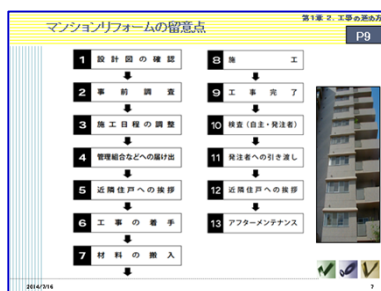 第1章 2. 工事の進め方
マンションリフォームの留意点
P9
1 設計図の確認
2 事前調査
3 施工日程の調整
4 管理組合などへの届け出
5 近隣住戸への挨拶
6 工事の着手
7 材料の搬入
8 施工
9 工事完了
10 検査(自主・発注者)
11 発注者への引き渡し
12 近隣住戸への挨拶
13 アフターメンテナンス
2014/7/16
7